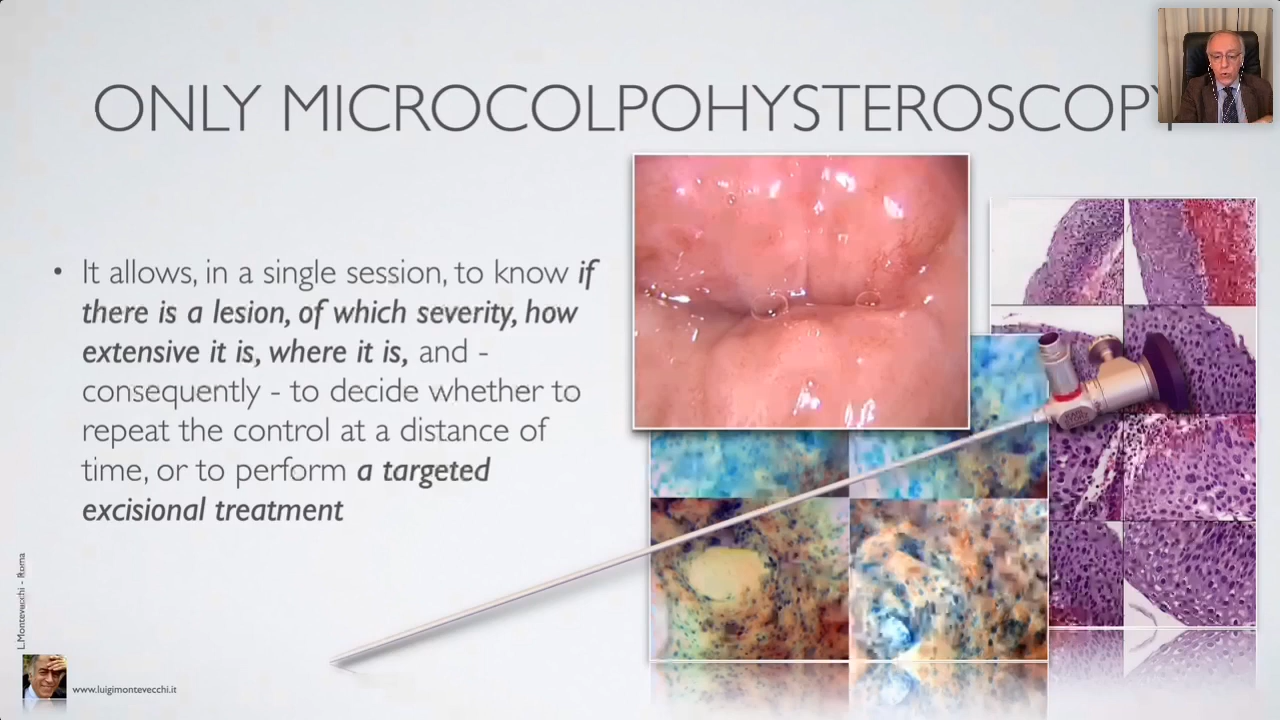 ONLY MICROCOLPOHYSTEROSCOPY
• It allows, in a single session, to know if
there is a lesion, of which severity, how
extensive it is, where it is, and -
consequently - to decide whether to
repeat the control at a distance of
time, or to perform a targeted
excisional treatment
L.Montevecchi - Roma
www.luigimontevecchi.it